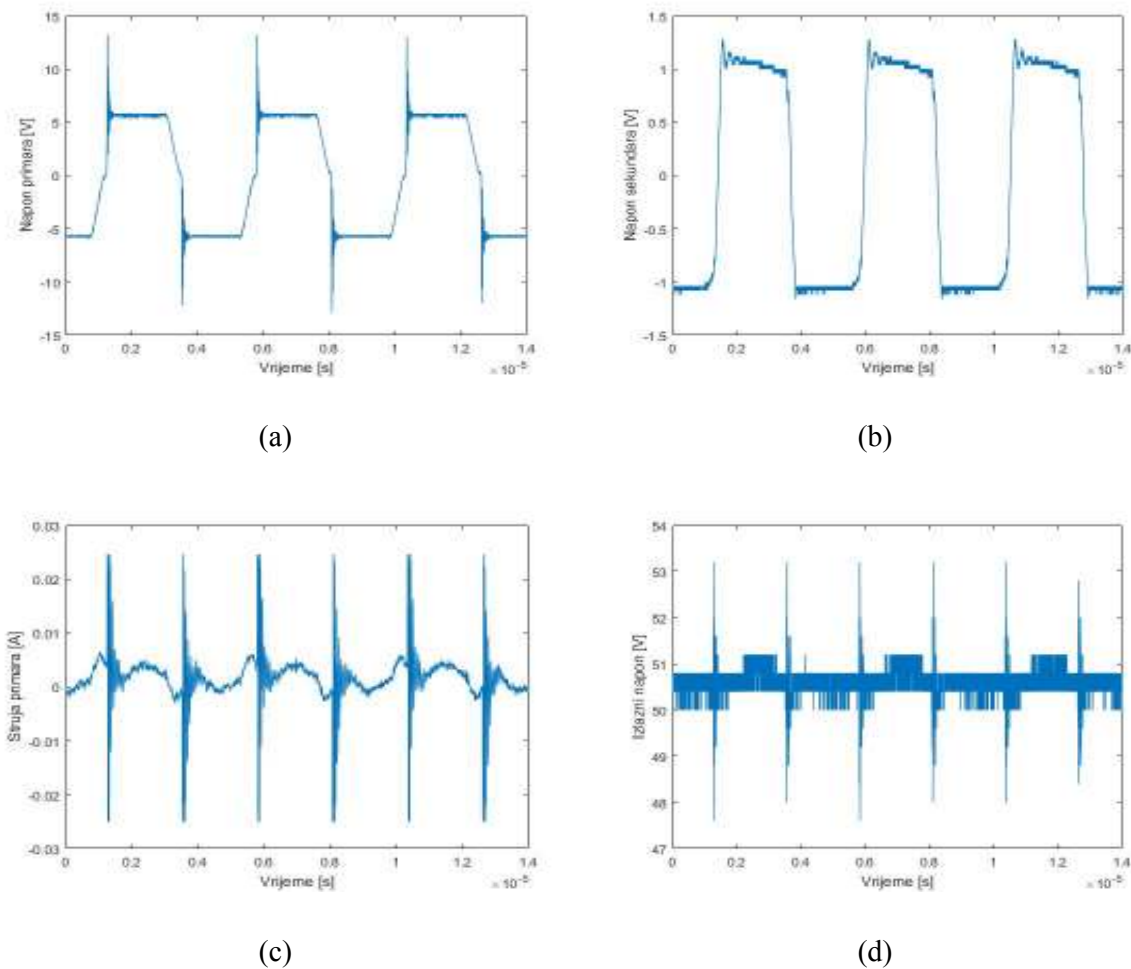 Napon primara [V]
15
10
5
0
-5
-10
-15
0 0.2 0.4 0.6 0.8 1 1.2 1.4
Vrijeme [s]
× 10⁻⁵
(a)
Napon sekundara [V]
1.5
1
0.5
0
-0.5
-1
-1.5
0 0.2 0.4 0.6 0.8 1 1.2 1.4
Vrijeme [s]
× 10⁻⁵
(b)
Struja primara [A]
0.03
0.02
0.01
0
-0.01
-0.02
-0.03
0 0.2 0.4 0.6 0.8 1 1.2 1.4
Vrijeme [s]
× 10⁻⁵
(c)
Izlazni napon [V]
54
53
52
51
50
49
48
47
0 0.2 0.4 0.6 0.8 1 1.2 1.4
Vrijeme [s]
× 10⁻⁵
(d)